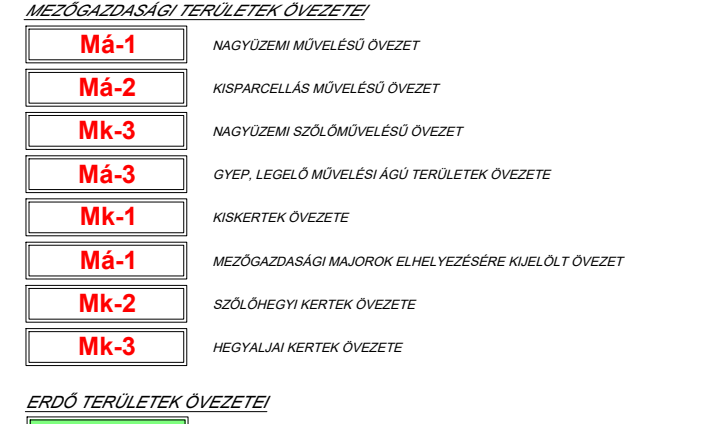 MEZŐGAZDASÁGI TERÜLETEK ÖVEZETEI
Má-1 NAGYÜZEMI MŰVELÉSŰ ÖVEZET
Má-2 KISPARCELLÁS MŰVELÉSŰ ÖVEZET
Mk-3 NAGYÜZEMI SZŐLŐMŰVELÉSŰ ÖVEZET
Má-3 GYEP, LEGELŐ MŰVELÉSI ÁGÚ TERÜLETEK ÖVEZETE
Mk-1 KISKERTEK ÖVEZETE
Má-1 MEZŐGAZDASÁGI MAJOROK ELHELYEZÉSÉRE KIJELÖLT ÖVEZET
Mk-2 SZŐLŐHEGYI KERTEK ÖVEZETE
Mk-3 HEGYALJAI KERTEK ÖVEZETE
ERDŐ TERÜLETEK ÖVEZETEI